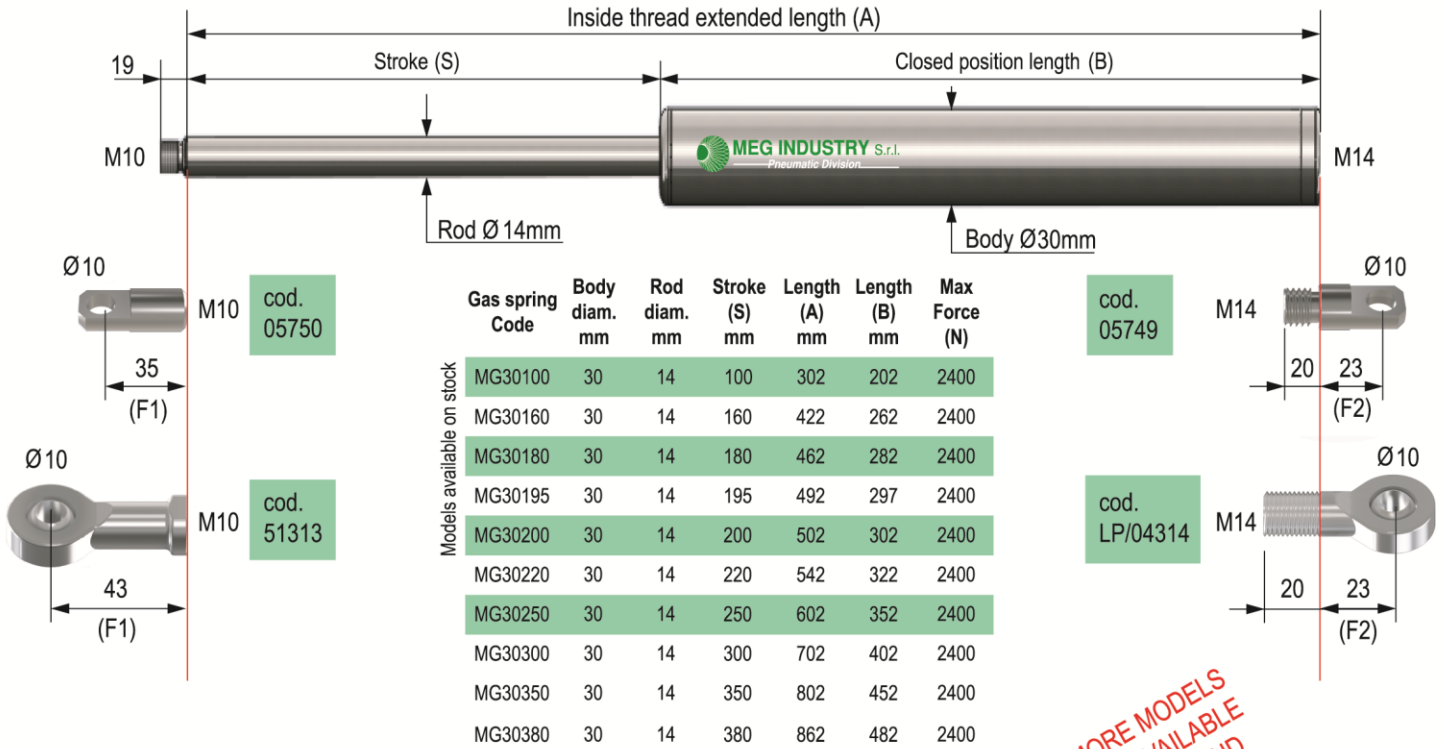 Inside thread extended length (A)
19
Stroke (S)
Closed position length (B)
M10
MEG INDUSTRY S.r.l.
Pneumatic Division
M14
Rod Ø 14mm
Body Ø30mm
Ø10
M10
cod.
05750
35
(F1)
Ø10
M10
cod.
51313
43
(F1)
Models available on stock
Gas spring Code Body diam. mm Rod diam. mm Stroke (S) mm Length (A) mm Length (B) mm Max Force (N)
MG30100 30 14 100 302 202 2400
MG30160 30 14 160 422 262 2400
MG30180 30 14 180 462 282 2400
MG30195 30 14 195 492 297 2400
MG30200 30 14 200 502 302 2400
MG30220 30 14 220 542 322 2400
MG30250 30 14 250 602 352 2400
MG30300 30 14 300 702 402 2400
MG30350 30 14 350 802 452 2400
MG30380 30 14 380 862 482 2400
cod.
05749
M14
Ø10
20 23
(F2)
cod.
LP/04314
M14
Ø10
20 23
(F2)
MODELS